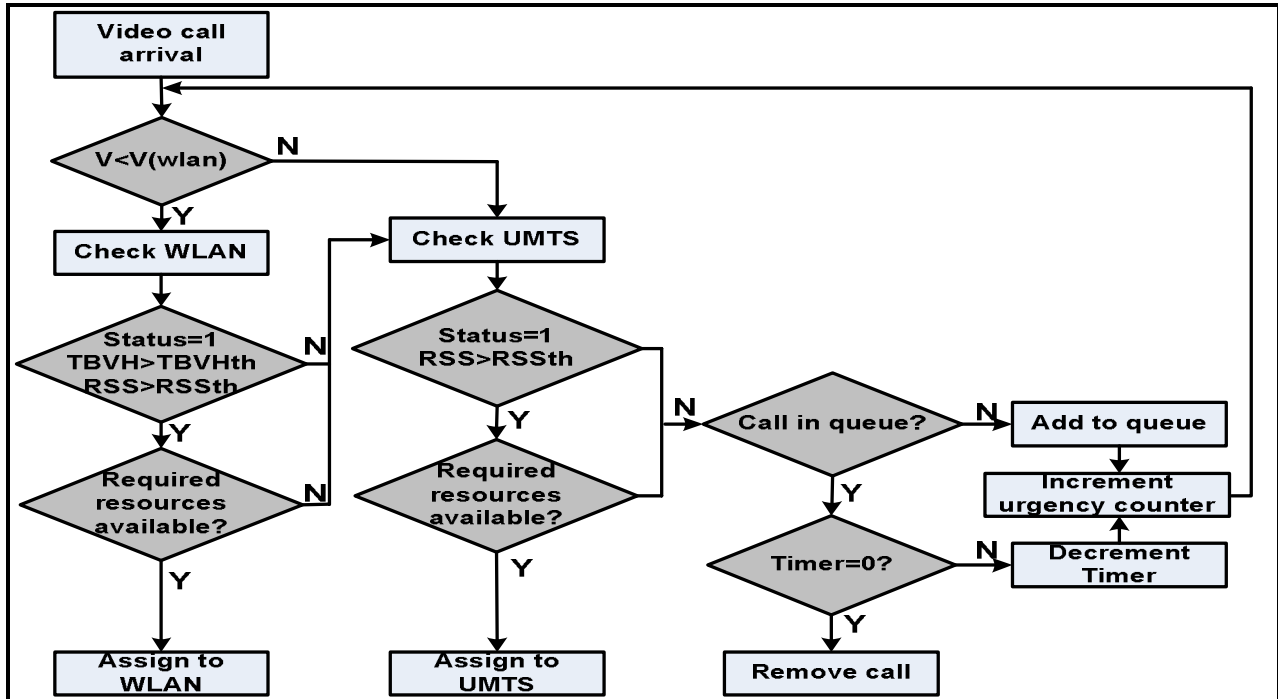 Video call
arrival
V<V(wlan)
N
Y
Check WLAN
Check UMTS
Status=1
TBVH>TBVHth
RSS>RSSth
N
Y
Required
resources
available?
N
Y
Assign to
WLAN
Status=1
RSS>RSSth
Y
N
Required
resources
available?
Y
Assign to
UMTS
Call in queue?
N
Add to queue
Y
Increment
urgency counter
Timer=0?
N
Decrement
Timer
Y
Remove call